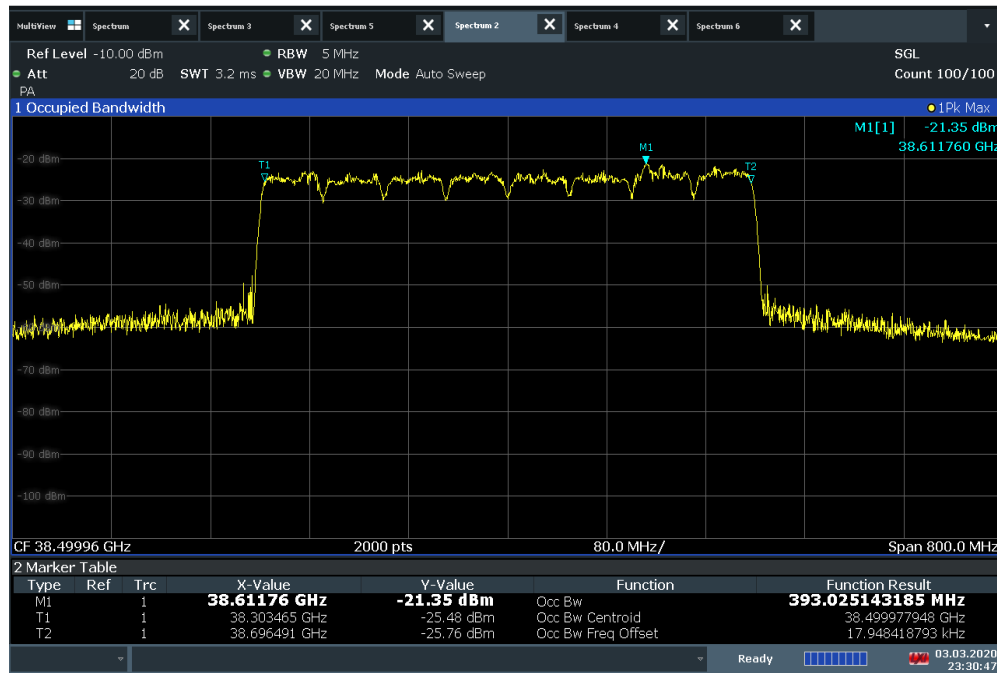 MultiView Spectrum X Spectrum 3 X Spectrum 5 X Spectrum 2 X Spectrum 4 X Spectrum 6 X
Ref Level -10.00 dBm RBW 5 MHz SGL
Att 20 dB SWT 3.2 ms VBW 20 MHz Mode Auto Sweep Count 100/100
PA
1 Occupied Bandwidth 1Pk Max
M1[1] -21.35 dBm
38.611760 GHz
M1
-20 dBm
T1 T2
-30 dBm
-40 dBm
-50 dBm
-70 dBm
-80 dBm
-90 dBm
-100 dBm
CF 38.49996 GHz 2000 pts 80.0 MHz/ Span 800.0 MHz
2 Marker Table
Type Ref Trc X-Value Y-Value Function Function Result
M1 1 38.61176 GHz -21.35 dBm Occ Bw 393.025143185 MHz
T1 1 38.303465 GHz -25.48 dBm Occ Bw Centroid 38.499977948 GHz
T2 1 38.696491 GHz -25.76 dBm Occ Bw Freq Offset 17.948418793 kHz
Ready 03.03.2020
23:30:47